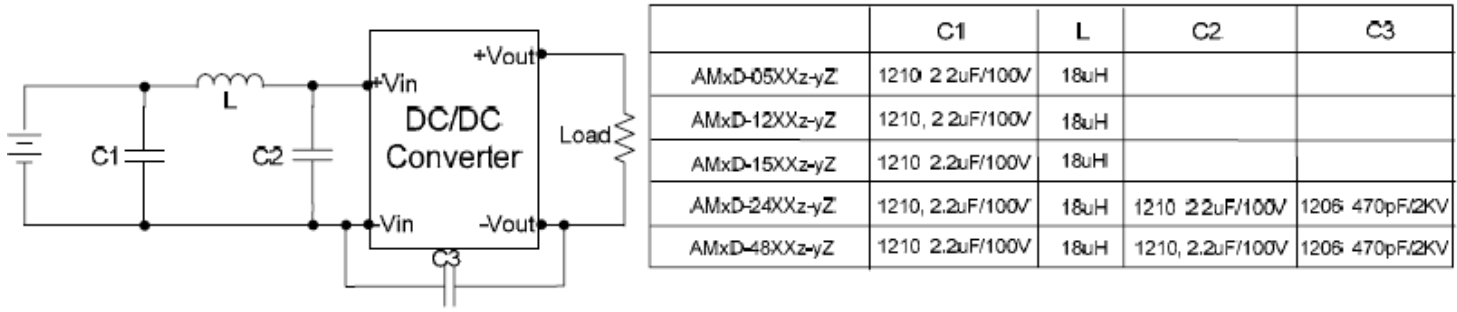 +Vout
+Vin
L
DC/DC
Converter
Load
C1
C2
-Vin
-Vout
C3
C1 L C2 C3
AMxD-05XXz-yZ 1210 2.2uF/100V 18uH
AMxD-12XXz-yZ 1210, 2.2uF/100V 18uH
AMxD-15XXz-yZ 1210 2.2uF/100V 18uH
AMxD-24XXz-yZ 1210, 2.2uF/100V 18uH 1210 2.2uF/100V 1206 470pF/2KV
AMxD-48XXz-yZ 1210 2.2uF/100V 18uH 1210, 2.2uF/100V 1206 470pF/2KV